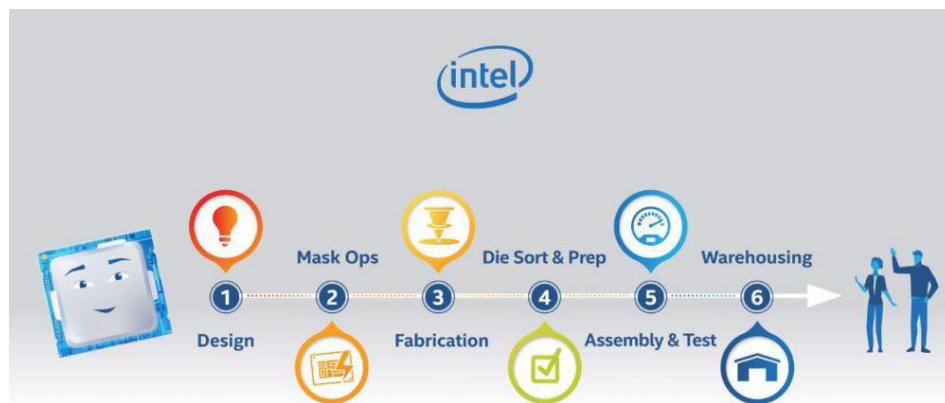 intel
Mask Ops
Die Sort & Prep
Warehousing
1
2
3
4
5
6
Design
Fabrication
Assembly & Test